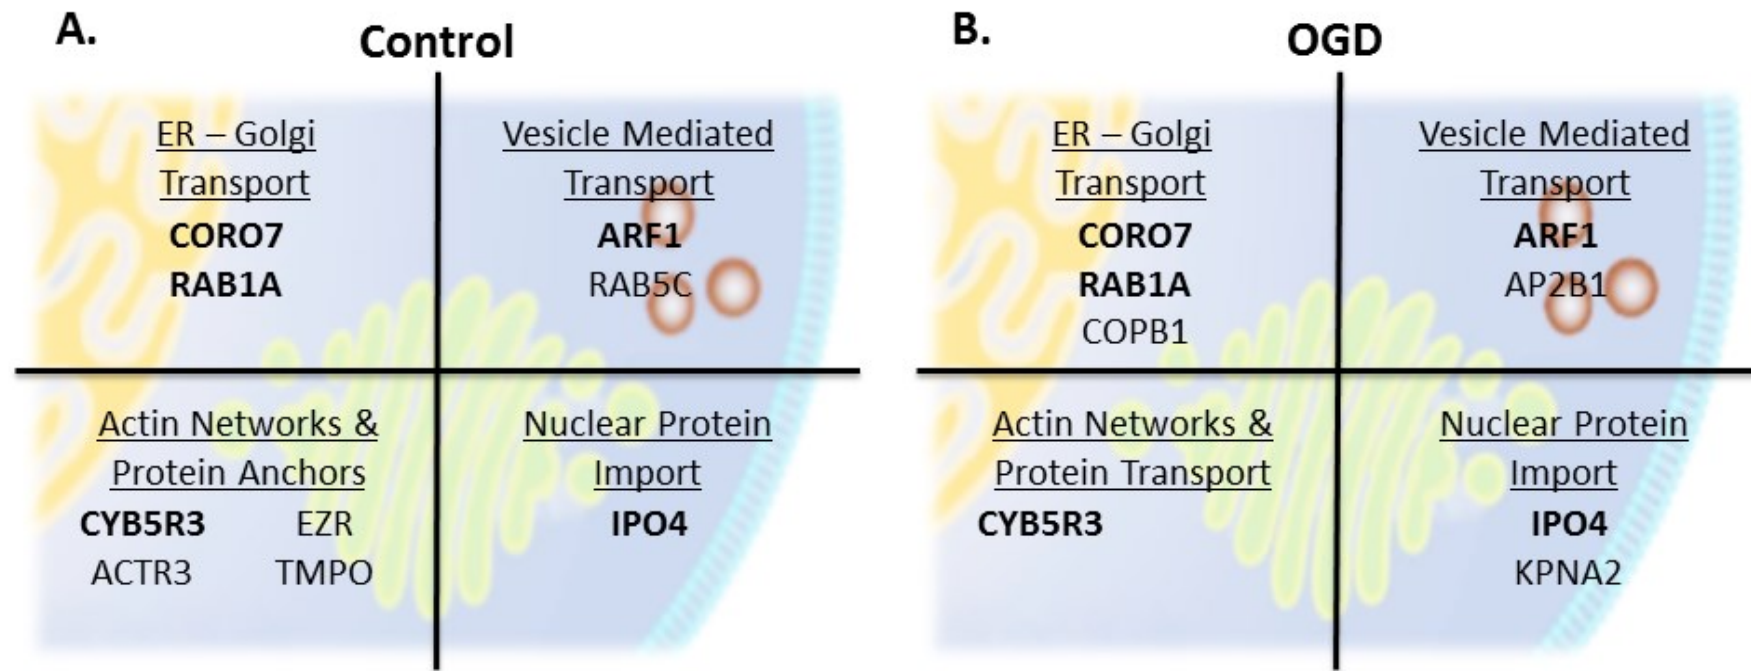 A.
Control
ER – Golgi
Transport
CORO7
RAB1A
Vesicle Mediated
Transport
ARF1
RAB5C
Actin Networks &
Protein Anchors
CYB5R3 EZR
ACTR3 TMPO
Nuclear Protein
Import
IPO4
B.
OGD
ER – Golgi
Transport
CORO7
RAB1A
COPB1
Vesicle Mediated
Transport
ARF1
AP2B1
Actin Networks &
Protein Transport
CYB5R3
Nuclear Protein
Import
IPO4
KPNA2